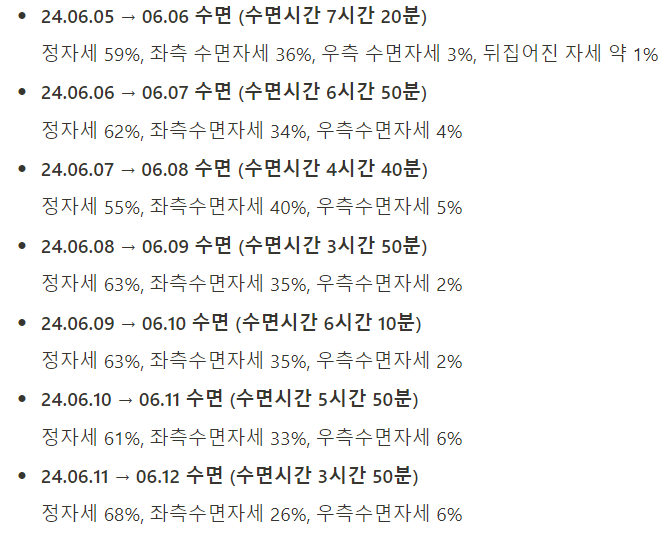 • 24.06.05 → 06.06 수면 (수면시간 7시간 20분)
정자세 59%, 좌측 수면자세 36%, 우측 수면자세 3%, 뒤집어진 자세 약 1%
• 24.06.06 → 06.07 수면 (수면시간 6시간 50분)
정자세 62%, 좌측수면자세 34%, 우측수면자세 4%
• 24.06.07 → 06.08 수면 (수면시간 4시간 40분)
정자세 55%, 좌측수면자세 40%, 우측수면자세 5%
• 24.06.08 → 06.09 수면 (수면시간 3시간 50분)
정자세 63%, 좌측수면자세 35%, 우측수면자세 2%
• 24.06.09 → 06.10 수면 (수면시간 6시간 10분)
정자세 63%, 좌측수면자세 35%, 우측수면자세 2%
• 24.06.10 → 06.11 수면 (수면시간 5시간 50분)
정자세 61%, 좌측수면자세 33%, 우측수면자세 6%
• 24.06.11 → 06.12 수면 (수면시간 3시간 50분)
정자세 68%, 좌측수면자세 26%, 우측수면자세 6%